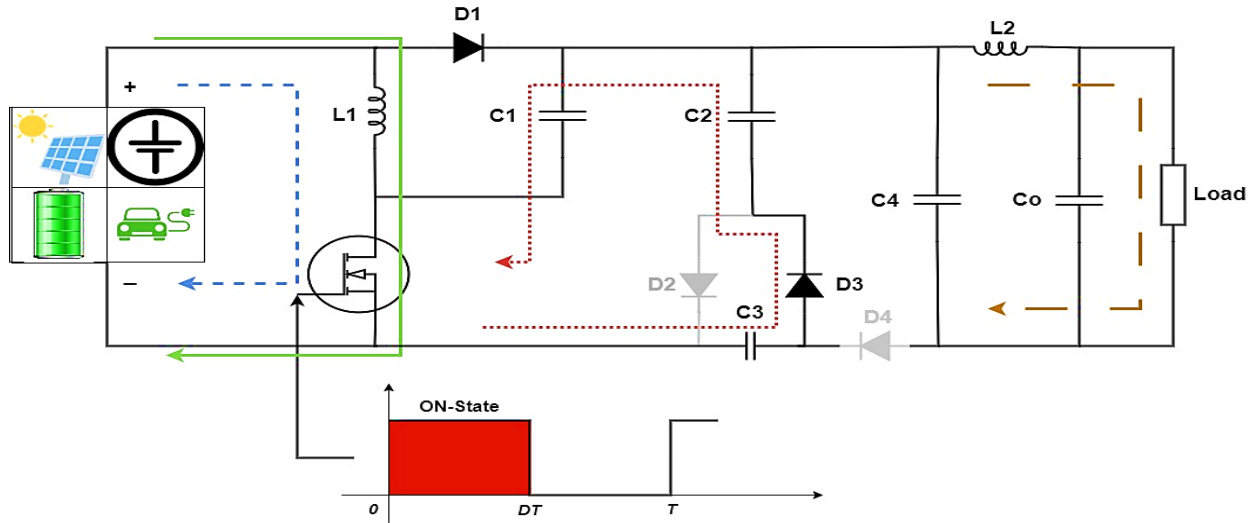 D1
L2
+
L1
C1
C2
C4
Co
Load
–
D2
D3
C3
D4
ON-State
0
DT
T